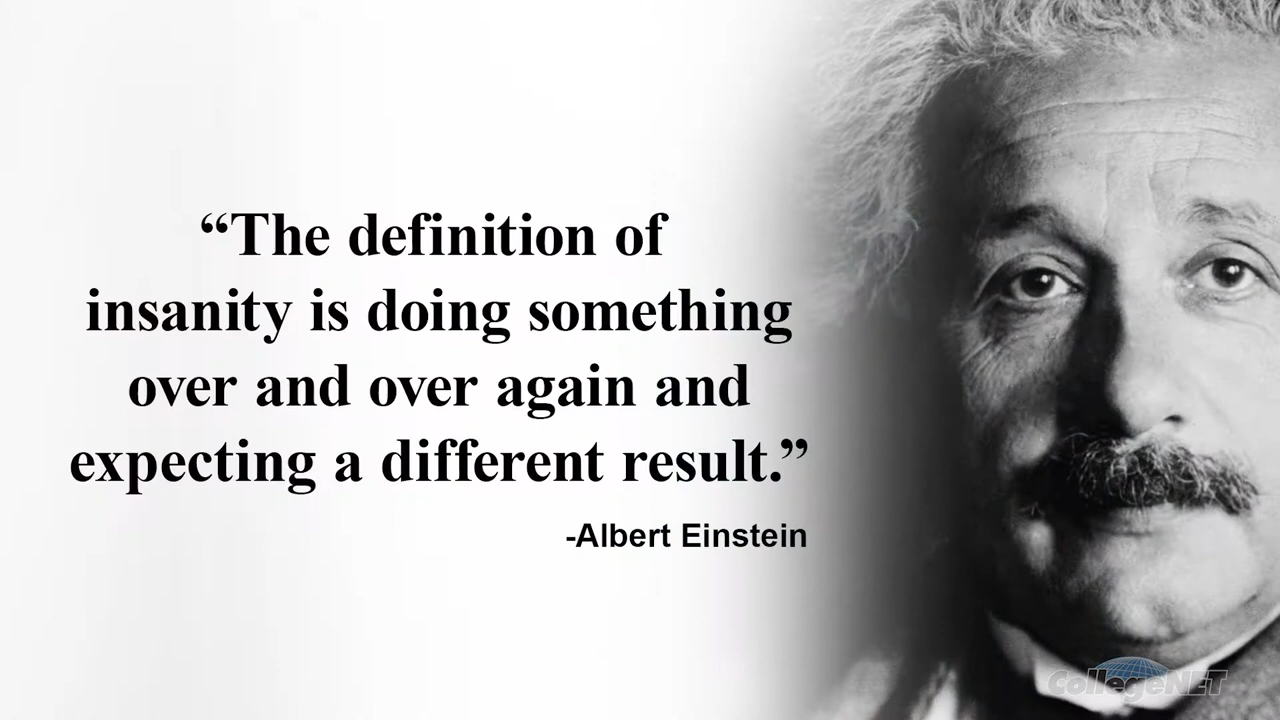 “The definition of
insanity is doing something
over and over again and
expecting a different result.”
-Albert Einstein
CollegeNET